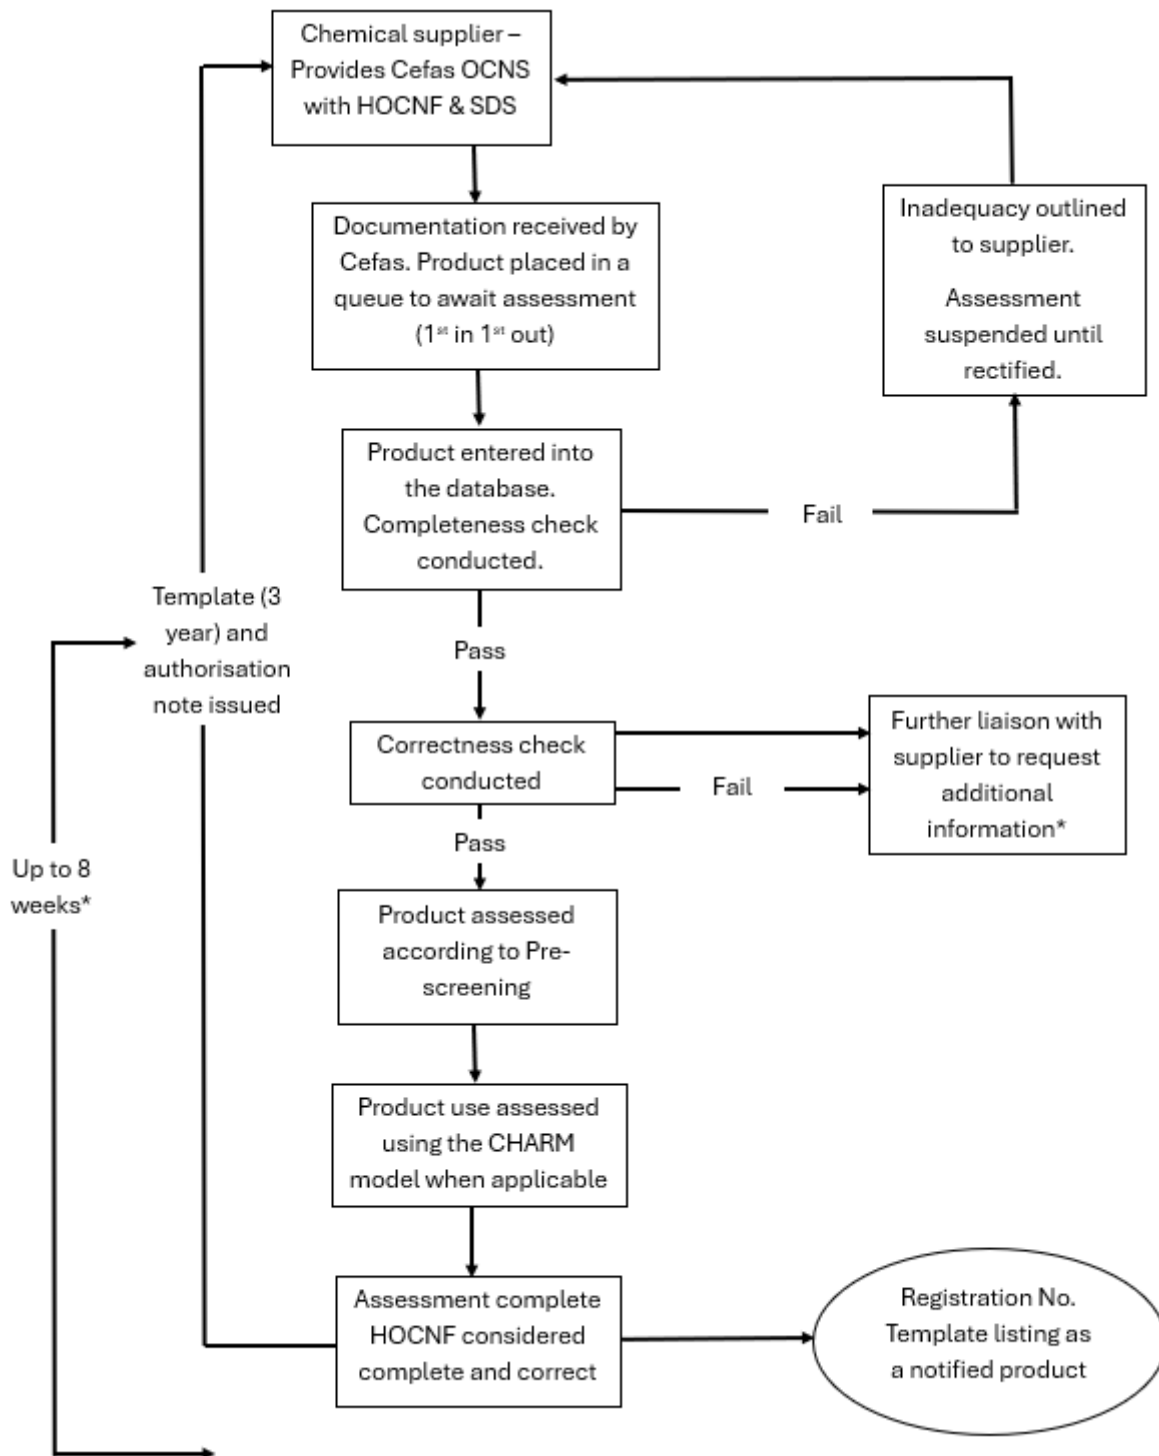 Chemical supplier –
Provides Cefas OCNS
with HOCNF & SDS
Documentation received by
Cefas. Product placed in a
queue to await assessment
(1st in 1st out)
Inadequacy outlined
to supplier.
Assessment
suspended until
rectified.
Product entered into
the database.
Completeness check
conducted.
Fail
Template (3
year) and
authorisation
note issued
Pass
Correctness check
conducted
Fail
Further liaison with
supplier to request
additional
information*
Pass
Up to 8
weeks*
Product assessed
according to Pre-
screening
Product use assessed
using the CHARM
model when applicable
Assessment complete
HOCNF considered
complete and correct
Registration No.
Template listing as
a notified product